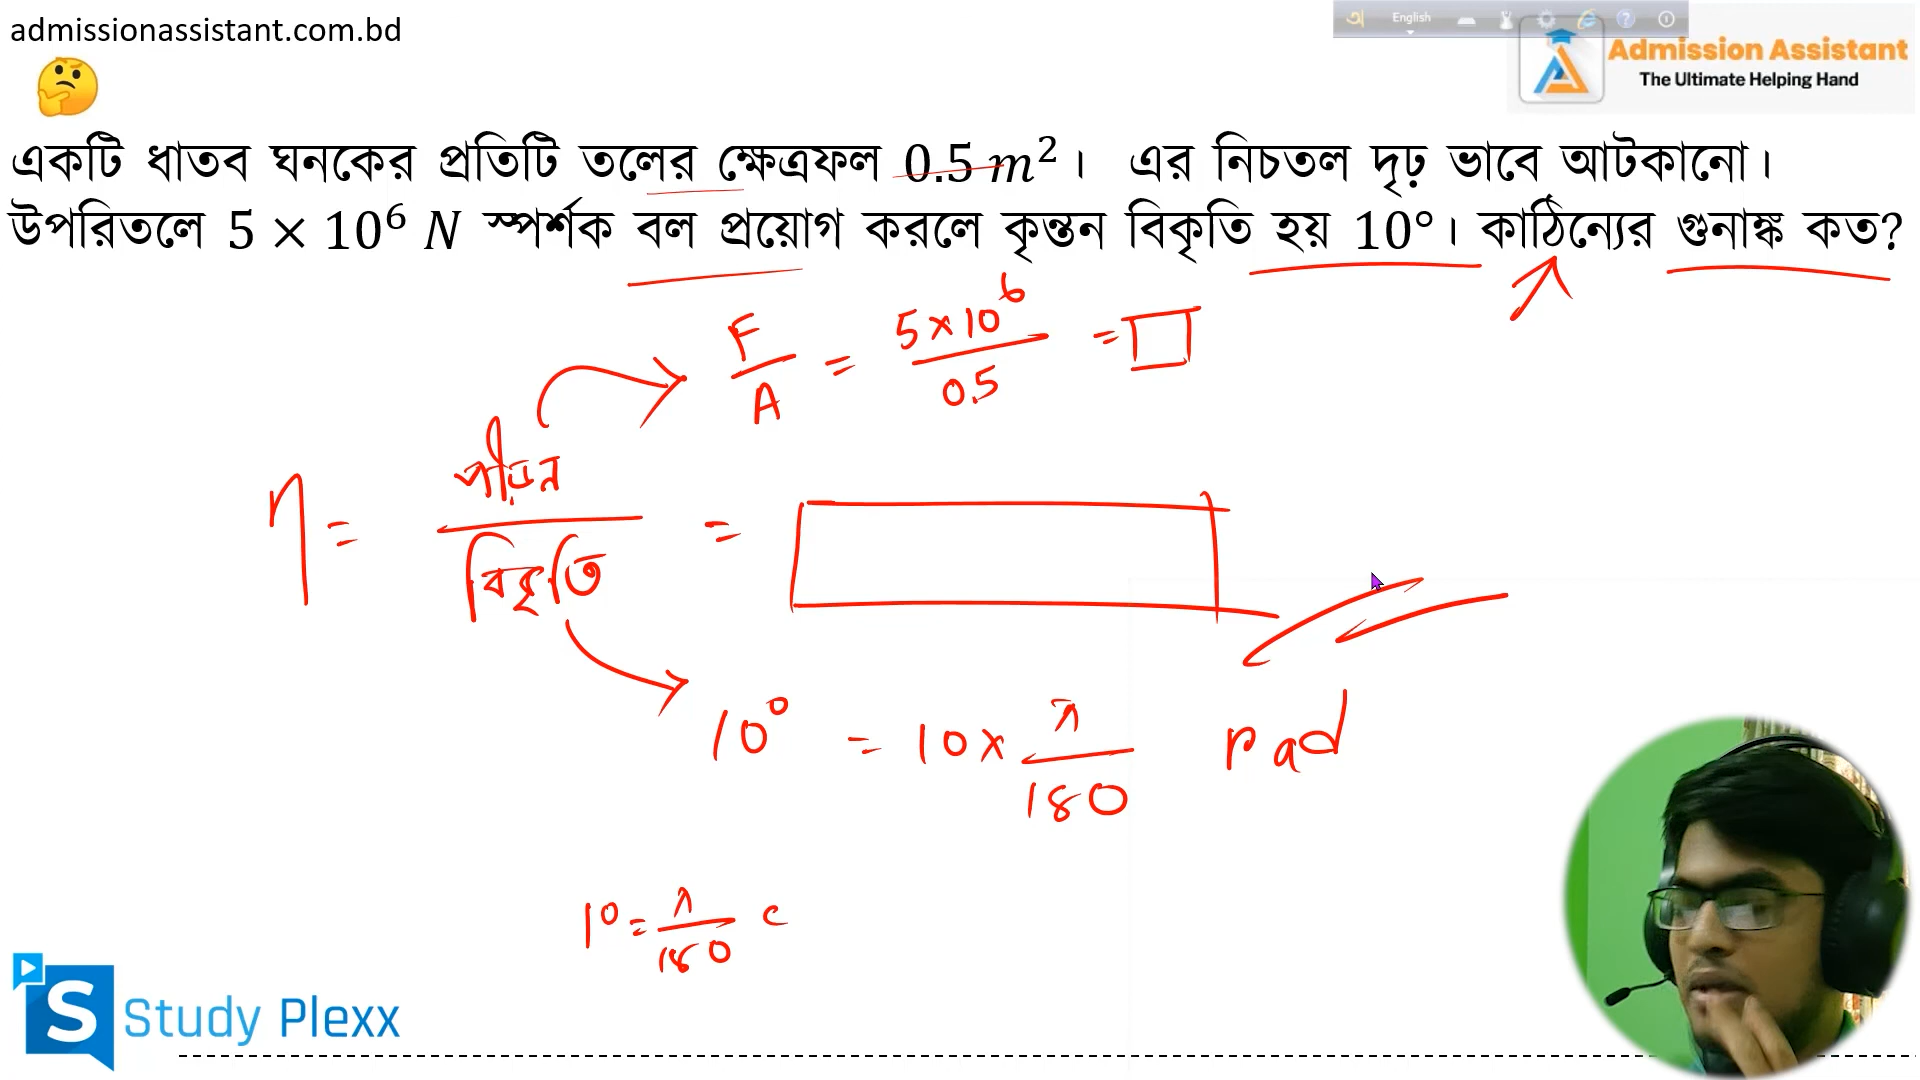 admissionassistant.com.bd
English
Admission Assistant
The Ultimate Helping Hand
একটি ধাতব ঘনকের প্রতিটি তলের ক্ষেত্রফল 0.5 m²। এর নিচতল দৃঢ় ভাবে আটকানো।
উপরিতলে 5 × 10⁶ N স্পর্শক বল প্রয়োগ করলে কৃন্তন বিকৃতি হয় 10°। কাঠিন্যের গুনাঙ্ক কত?
F/A = 5×10⁶/0.5 = □
η = পীড়ন/বিকৃতি =
10° = 10 × π/180 rad
1° = π/180 c
S Study Plexx